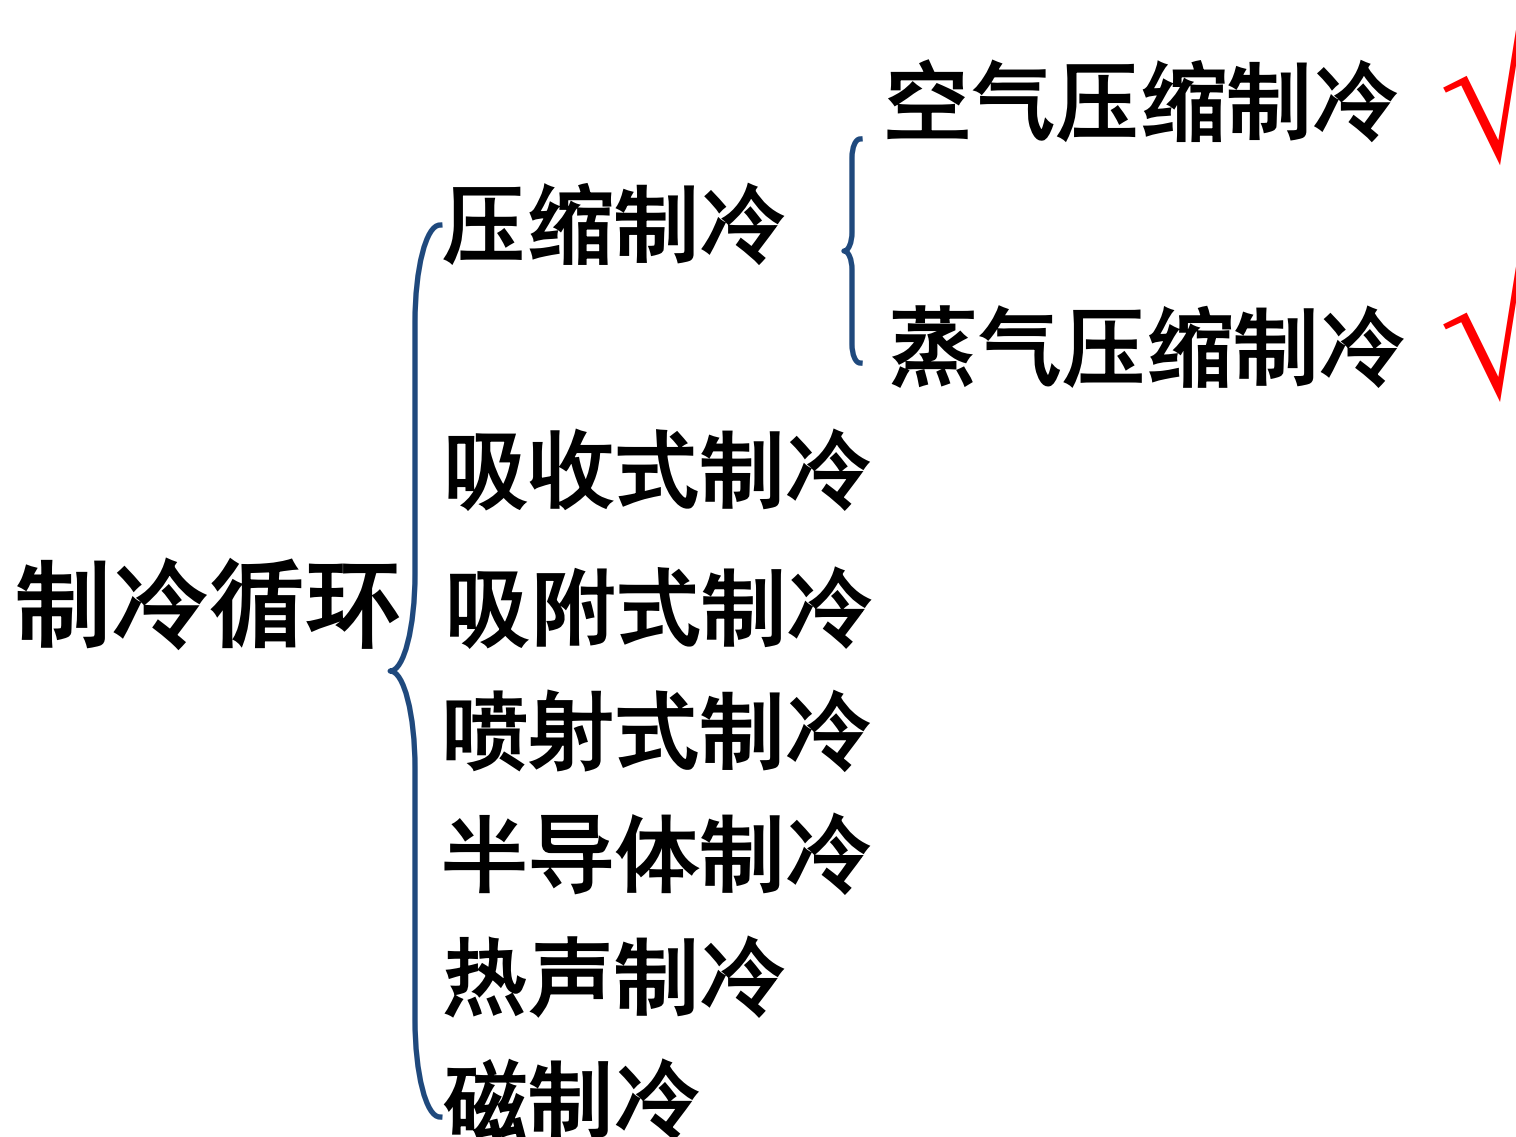 空气压缩制冷 √
压缩制冷
蒸气压缩制冷 √
吸收式制冷
制冷循环
吸附式制冷
喷射式制冷
半导体制冷
热声制冷
磁制冷